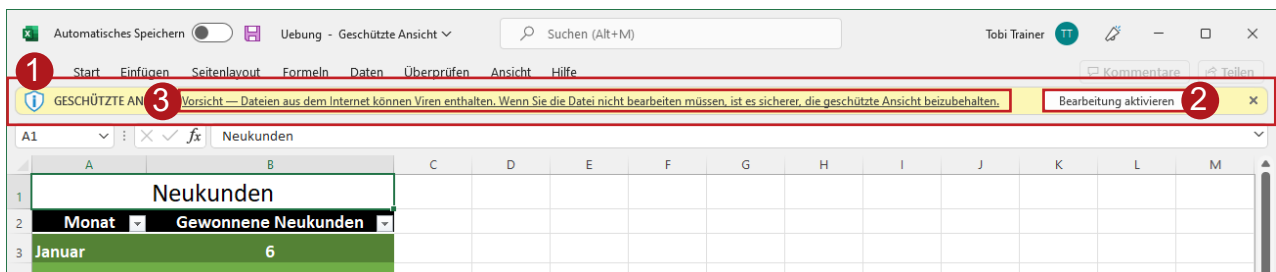 Automatisches Speichern Uebung - Geschützte Ansicht Suchen (Alt+M) Tobi Trainer TT
1 Start Einfügen Seitenlayout Formeln Daten Überprüfen Ansicht Hilfe Kommentare Teilen
GESCHÜTZTE AN 3 Vorsicht — Dateien aus dem Internet können Viren enthalten. Wenn Sie die Datei nicht bearbeiten müssen, ist es sicherer, die geschützte Ansicht beizubehalten. Bearbeitung aktivieren 2
A1 fx Neukunden
A B C D E F G H I J K L M
1 Neukunden
2 Monat Gewonnene Neukunden
3 Januar 6